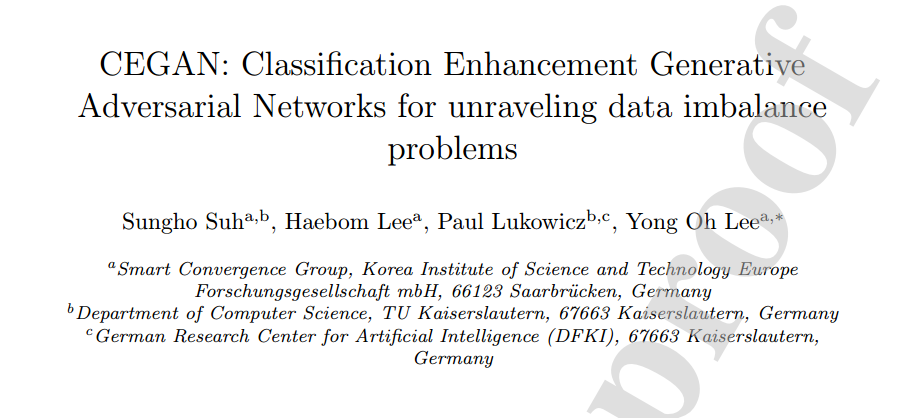 CEGAN: Classification Enhancement Generative
Adversarial Networks for unraveling data imbalance
problems
Sungho Suh^{a,b}, Haebom Lee^{a}, Paul Lukowicz^{b,c}, Yong Oh Lee^{a,*}
^{a}Smart Convergence Group, Korea Institute of Science and Technology Europe
Forschungsgesellschaft mbH, 66123 Saarbrücken, Germany
^{b}Department of Computer Science, TU Kaiserslautern, 67663 Kaiserslautern, Germany
^{c}German Research Center for Artificial Intelligence (DFKI), 67663 Kaiserslautern,
Germany
proof